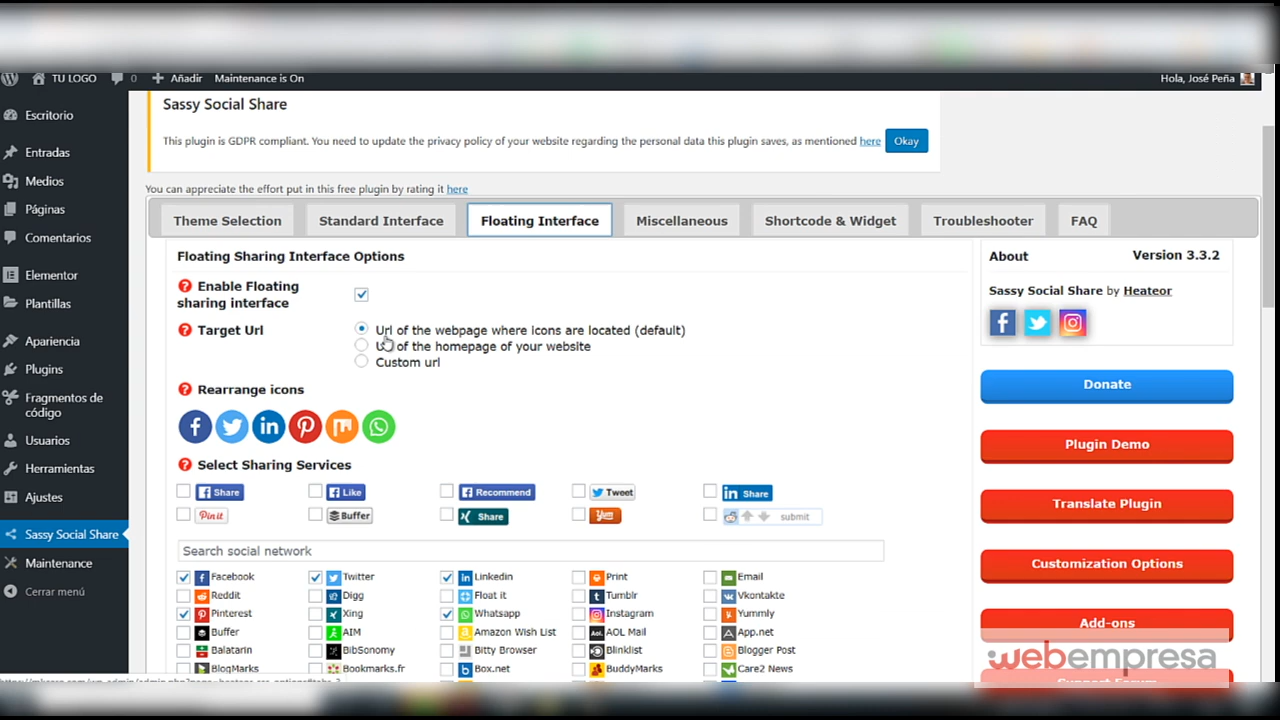 TU LOGO 0 Añadir Maintenance is On Hola, José Peña
Escritorio
Entradas
Medios
Páginas
Comentarios
Elementor
Plantillas
Apariencia
Plugins
Fragmentos de
código
Usuarios
Herramientas
Ajustes
Sassy Social Share
Maintenance
Cerrar menú
Sassy Social Share
This plugin is GDPR compliant. You need to update the privacy policy of your website regarding the personal data this plugin saves, as mentioned here Okay
You can appreciate the effort put in this free plugin by rating it here
Theme Selection Standard Interface Floating Interface Miscellaneous Shortcode & Widget Troubleshooter FAQ
Floating Sharing Interface Options
Enable Floating
sharing interface
Target Url Url of the webpage where icons are located (default)
Url of the homepage of your website
Custom url
Rearrange icons
Select Sharing Services
Share Like Recommend Tweet Share
Pin it Buffer Share Yum submit
Search social network
Facebook Twitter Linkedin Print Email
Reddit Digg Float it Tumblr Vkontakte
Pinterest Xing Whatsapp Instagram Yummly
Buffer AIM Amazon Wish List AOL Mail App.net
Balatarin BibSonomy Bitty Browser Blinklist Blogger Post
BlogMarks Bookmarks.fr Box.net BuddyMarks Care2 News
About Version 3.3.2
Sassy Social Share by Heateor
Donate
Plugin Demo
Translate Plugin
Customization Options
Add-ons
webempresa